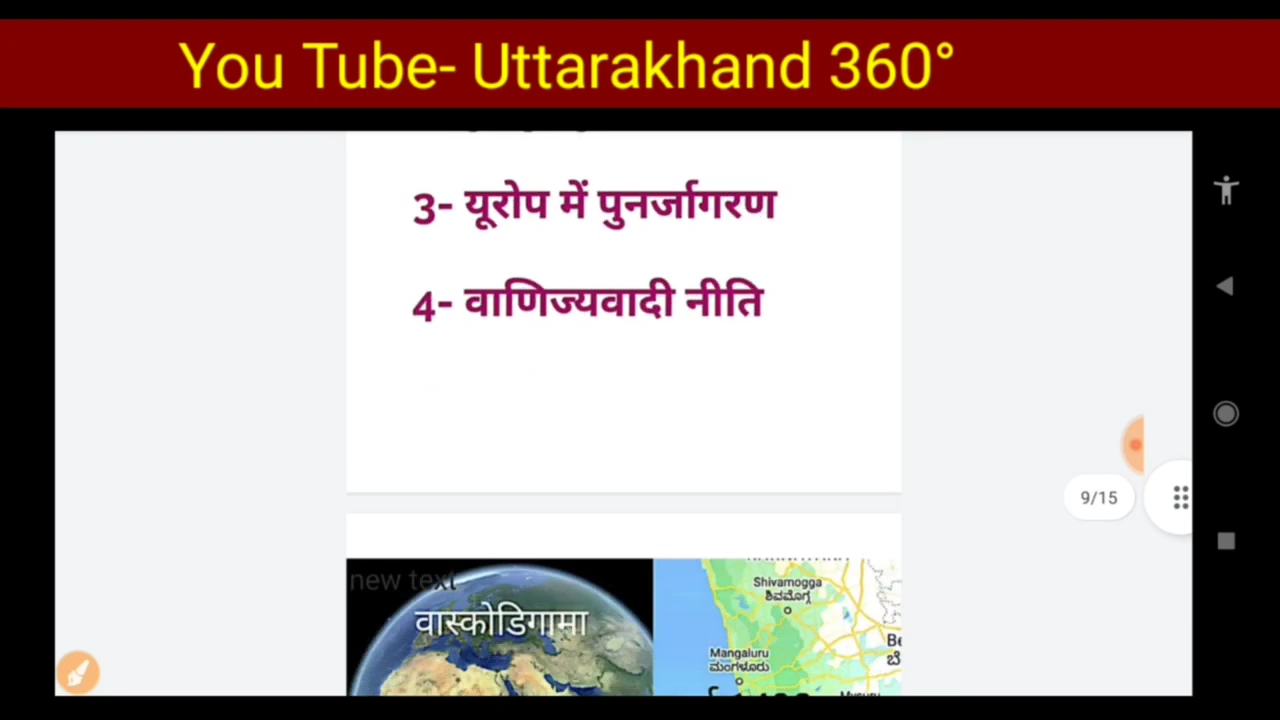 You Tube- Uttarakhand 360°
3- यूरोप में पुनर्जागरण
4- वाणिज्यवादी नीति
9/15
new text
वास्कोडिगामा
Shivamogga
ಶಿವಮೊಗ್ಗ
Mangaluru
ಮಂಗಳೂರು